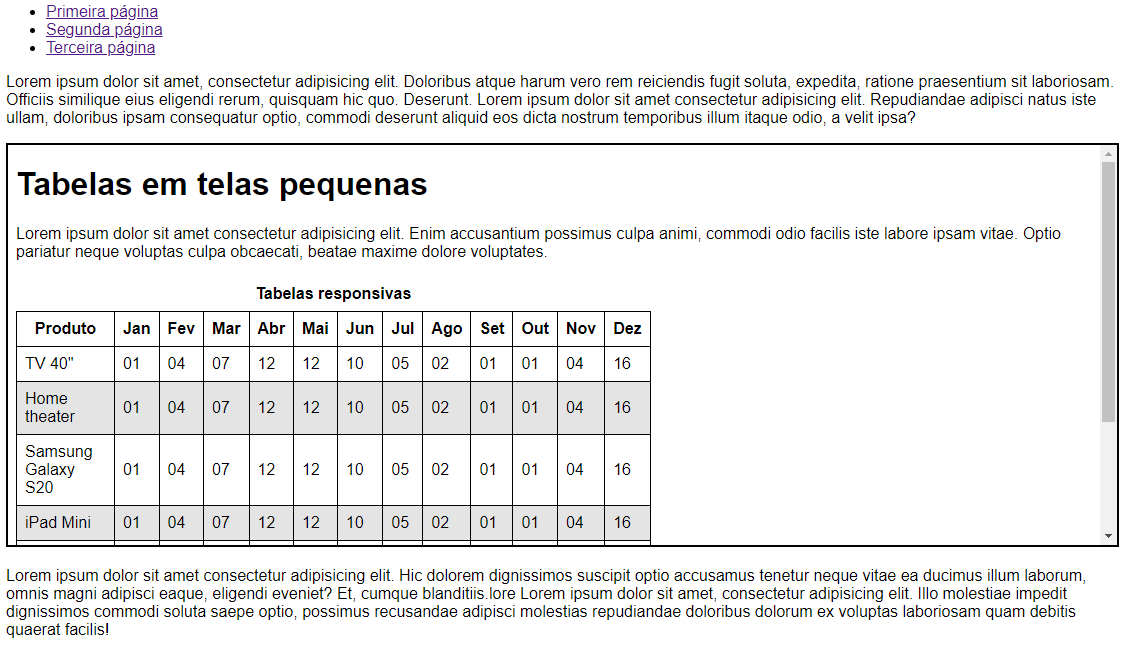 Primeira página
Segunda página
Terceira página
Lorem ipsum dolor sit amet, consectetur adipisicing elit. Doloribus atque harum vero rem reiciendis fugit soluta, expedita, ratione praesentium sit laboriosam.
Officiis similique eius eligendi rerum, quisquam hic quo. Deserunt. Lorem ipsum dolor sit amet consectetur adipisicing elit. Repudiandae adipisci natus iste
ullam, doloribus ipsam consequatur optio, commodi deserunt aliquid eos dicta nostrum temporibus illum itaque odio, a velit ipsa?
Tabelas em telas pequenas
Lorem ipsum dolor sit amet consectetur adipisicing elit. Enim accusantium possimus culpa animi, commodi odio facilis iste labore ipsam vitae. Optio
pariatur neque voluptas culpa obcaecati, beatae maxime dolore voluptates.
Tabelas responsivas
Produto Jan Fev Mar Abr Mai Jun Jul Ago Set Out Nov Dez
TV 40" 01 04 07 12 12 10 05 02 01 01 04 16
Home
theater 01 04 07 12 12 10 05 02 01 01 04 16
Samsung
Galaxy 01 04 07 12 12 10 05 02 01 01 04 16
S20
iPad Mini 01 04 07 12 12 10 05 02 01 01 04 16
Lorem ipsum dolor sit amet consectetur adipisicing elit. Hic dolorem dignissimos suscipit optio accusamus tenetur neque vitae ea ducimus illum laborum,
omnis magni adipisci eaque, eligendi eveniet? Et, cumque blanditiis.lore Lorem ipsum dolor sit amet, consectetur adipisicing elit. Illo molestiae impedit
dignissimos commodi soluta saepe optio, possimus recusandae adipisci molestias repudiandae doloribus dolorum ex voluptas laboriosam quam debitis
quaerat facilis!